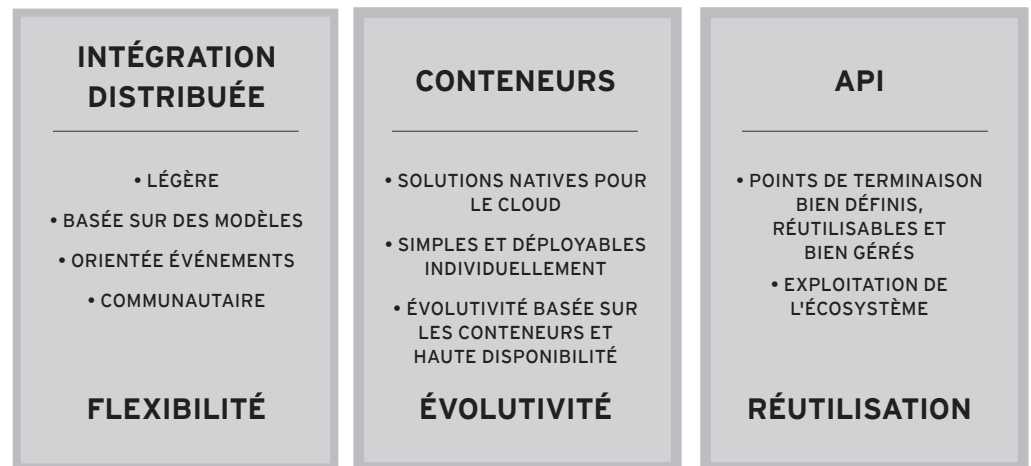 INTÉGRATION
DISTRIBUÉE
• LÉGÈRE
• BASÉE SUR DES MODÈLES
• ORIENTÉE ÉVÉNEMENTS
• COMMUNAUTAIRE
FLEXIBILITÉ
CONTENEURS
• SOLUTIONS NATIVES POUR
LE CLOUD
• SIMPLES ET DÉPLOYABLES
INDIVIDUELLEMENT
• ÉVOLUTIVITÉ BASÉE SUR
LES CONTENEURS ET
HAUTE DISPONIBILITÉ
ÉVOLUTIVITÉ
API
• POINTS DE TERMINAISON
BIEN DÉFINIS,
RÉUTILISABLES ET
BIEN GÉRÉS
• EXPLOITATION DE
L'ÉCOSYSTÈME
RÉUTILISATION